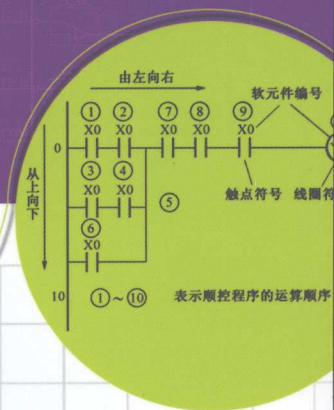 由左向右
软元件编号
① ② ⑦ ⑧ ⑨
X0 X0 X0 X0 X0
0
从上向下
③ ④
触点符号 线圈符
X0 X0
⑤
⑥
X0
10 ①~⑩ 表示顺控程序的运算顺序